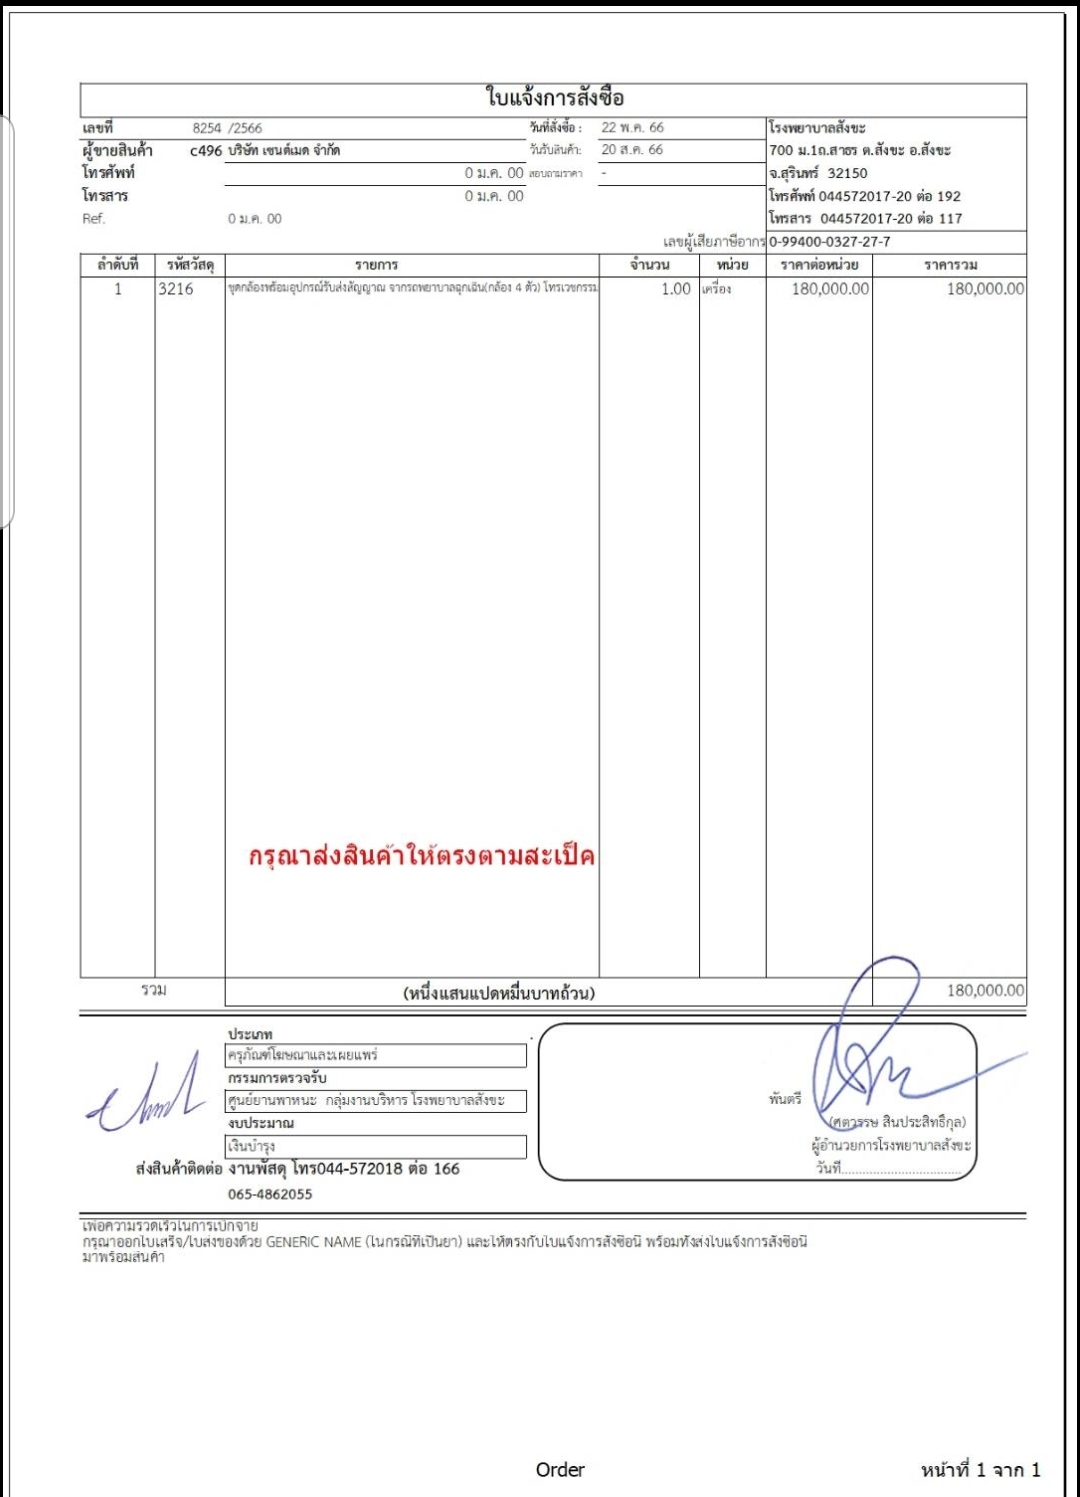 ใบแจ้งการสั่งซื้อ
เลขที่ 8254 /2566 วันที่สั่งซื้อ : 22 พ.ค. 66 โรงพยาบาลสังขะ
ผู้ขายสินค้า c496 บริษัท เซนต์เมด จำกัด วันรับสินค้า: 20 ส.ค. 66 700 ม.1ถ.สาธร ต.สังขะ อ.สังขะ
โทรศัพท์ 0 ม.ค. 00 สอบถามราคา - จ.สุรินทร์ 32150
โทรสาร 0 ม.ค. 00 โทรศัพท์ 044572017-20 ต่อ 192
Ref. 0 ม.ค. 00 โทรสาร 044572017-20 ต่อ 117
เลขผู้เสียภาษีอากร 0-99400-0327-27-7
ลำดับที่ รหัสวัสดุ รายการ จำนวน หน่วย ราคาต่อหน่วย ราคารวม
1 3216 ชุดกล้องพร้อมอุปกรณ์รับส่งสัญญาณ จากรถพยาบาลฉุกเฉิน(กล้อง 4 ตัว) โทรเวชกรรม 1.00 เครื่อง 180,000.00 180,000.00
กรุณาส่งสินค้าให้ตรงตามสะเป็ค
รวม (หนึ่งแสนแปดหมื่นบาทถ้วน) 180,000.00
ประเภท
ครุภัณฑ์โฆษณาและเผยแพร่
กรรมการตรวจรับ
ศูนย์ยานพาหนะ กลุ่มงานบริหาร โรงพยาบาลสังขะ พันตรี
งบประมาณ (ศตวรรษ สินประสิทธิ์กุล)
เงินบำรุง ผู้อำนวยการโรงพยาบาลสังขะ
ส่งสินค้าติดต่อ งานพัสดุ โทร044-572018 ต่อ 166 วันที่..............................
065-4862055
เพื่อความรวดเร็วในการเบิกจ่าย
กรุณาออกใบเสร็จ/ใบส่งของด้วย GENERIC NAME (ในกรณีที่เป็นยา) และให้ตรงกับใบแจ้งการสั่งซื้อนี้ พร้อมทั้งส่งใบแจ้งการสั่งซื้อนี้
มาพร้อมสินค้า
Order หน้าที่ 1 จาก 1